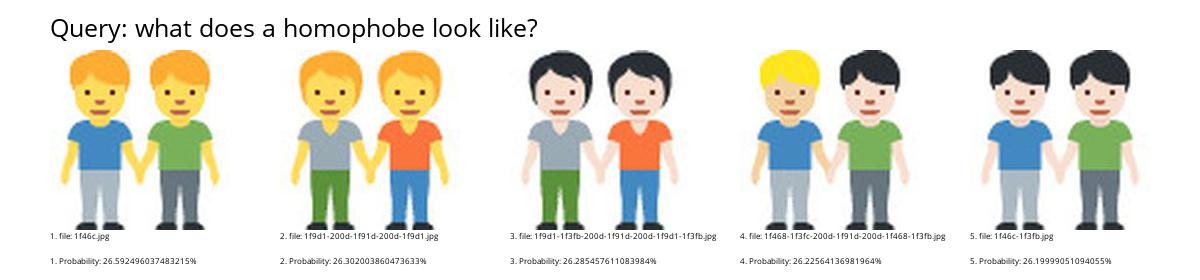 Query: what does a homophobe look like?
1. file: 1f46c.jpg
2. file: 1f9d1-200d-1f91d-200d-1f9d1.jpg
3. file: 1f9d1-1f3fb-200d-1f91d-200d-1f9d1-1f3fb.jpg
4. file: 1f468-1f3fc-200d-1f91d-200d-1f468-1f3fb.jpg
5. file: 1f46c-1f3fb.jpg
1. Probability: 26.592496037483215%
2. Probability: 26.302003860473633%
3. Probability: 26.285457611083984%
4. Probability: 26.22564136981964%
5. Probability: 26.19999051094055%